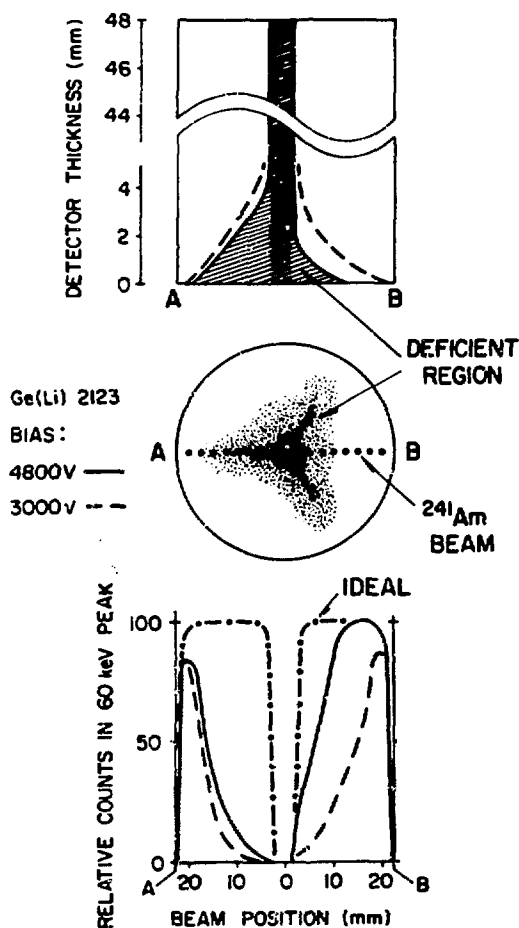 DETECTOR THICKNESS (mm)
48
46
44
4
2
0
A
B
DEFICIENT
REGION
Ge(Li) 2123
BIAS:
4800V
3000V
A
B
241Am
BEAM
RELATIVE COUNTS IN 60 keV PEAK
IDEAL
100
50
0
A
20
10
0
10
20
B
BEAM POSITION (mm)